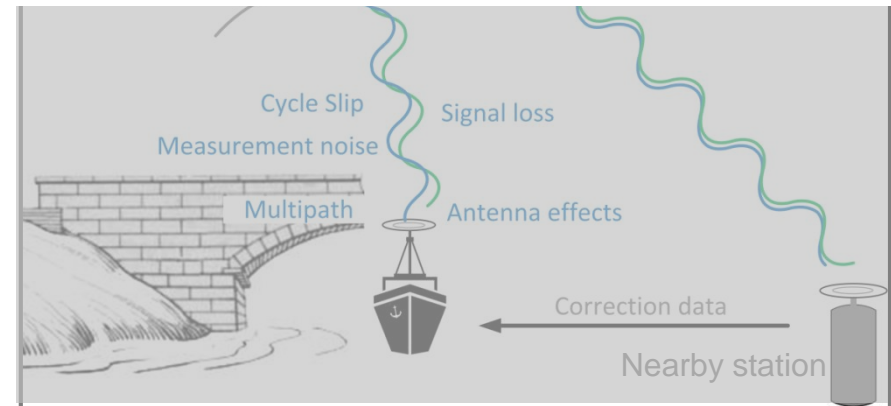 Cycle Slip
Signal loss
Measurement noise
Multipath
Antenna effects
Correction data
Nearby station